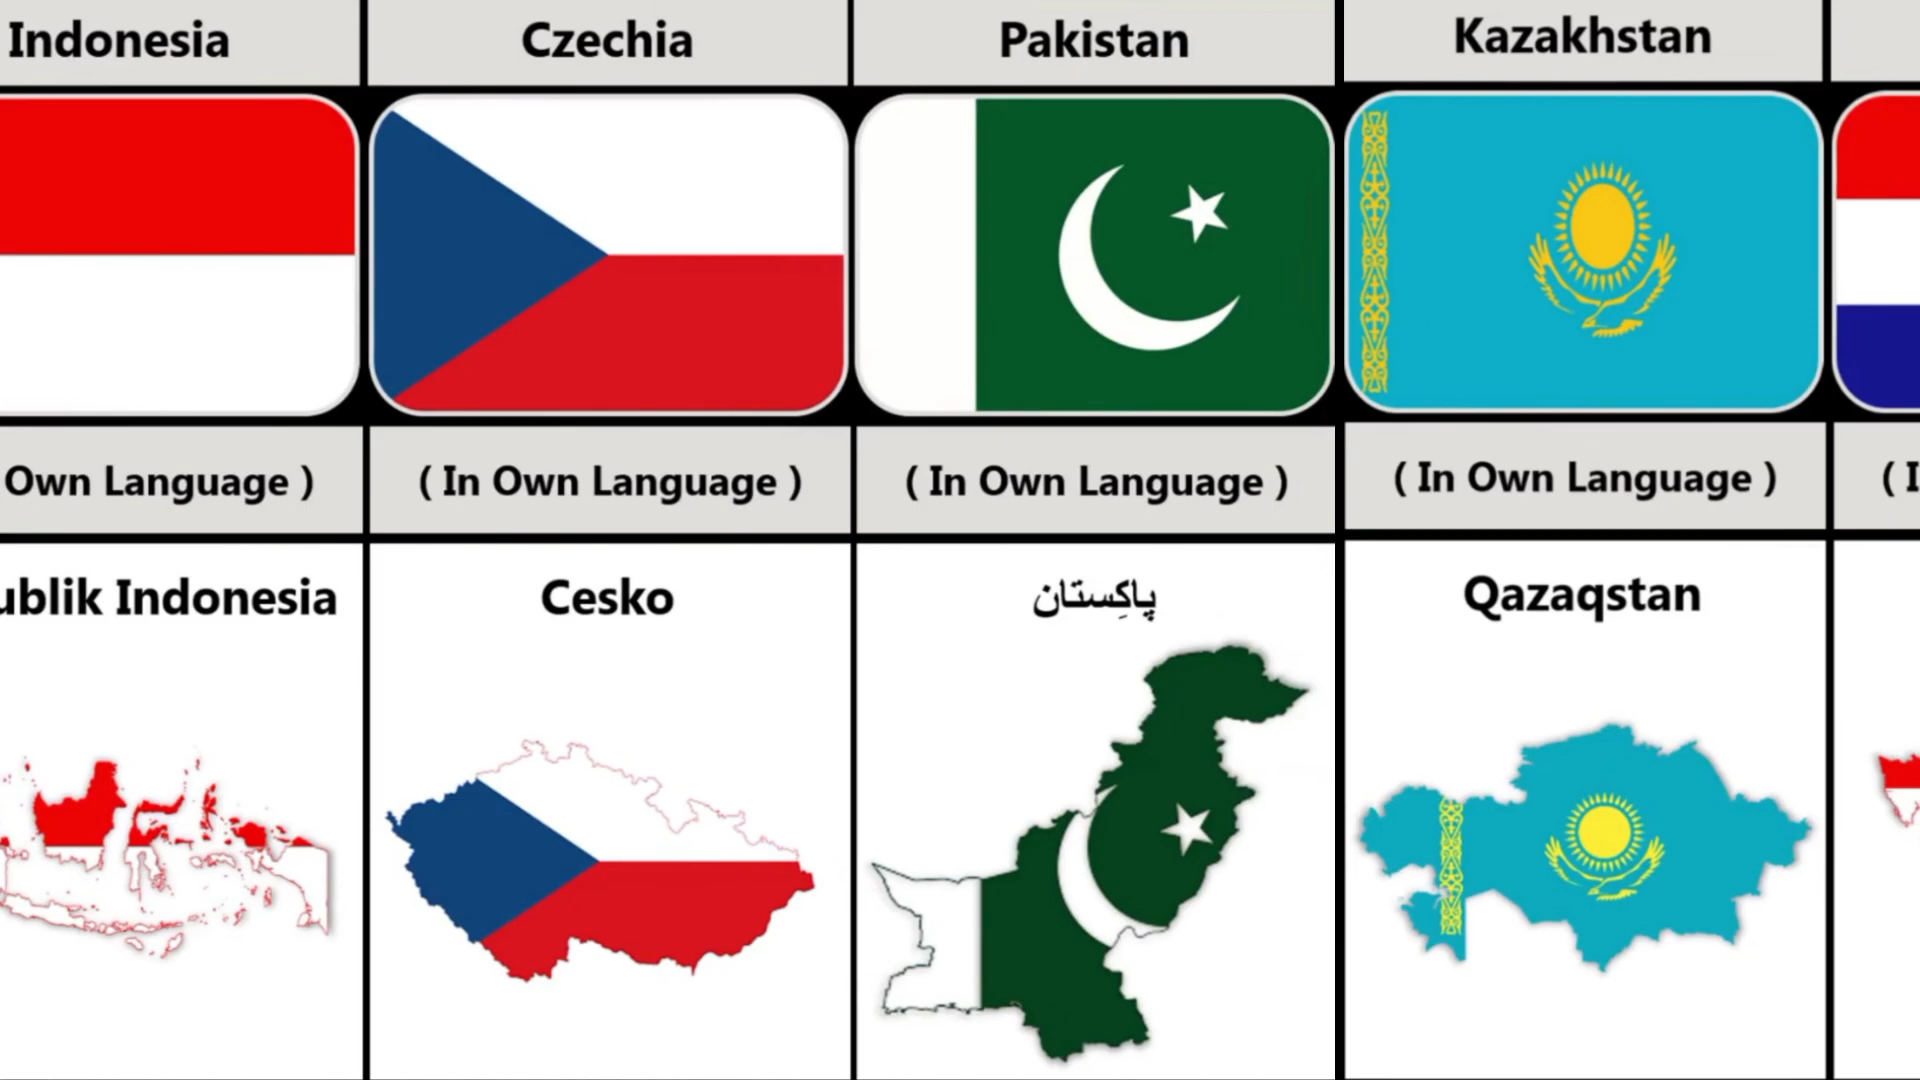 Indonesia
Czechia
Pakistan
Kazakhstan
Own Language )
( In Own Language )
( In Own Language )
( In Own Language )
( I
ublik Indonesia
Cesko
پاکِستان
Qazaqstan